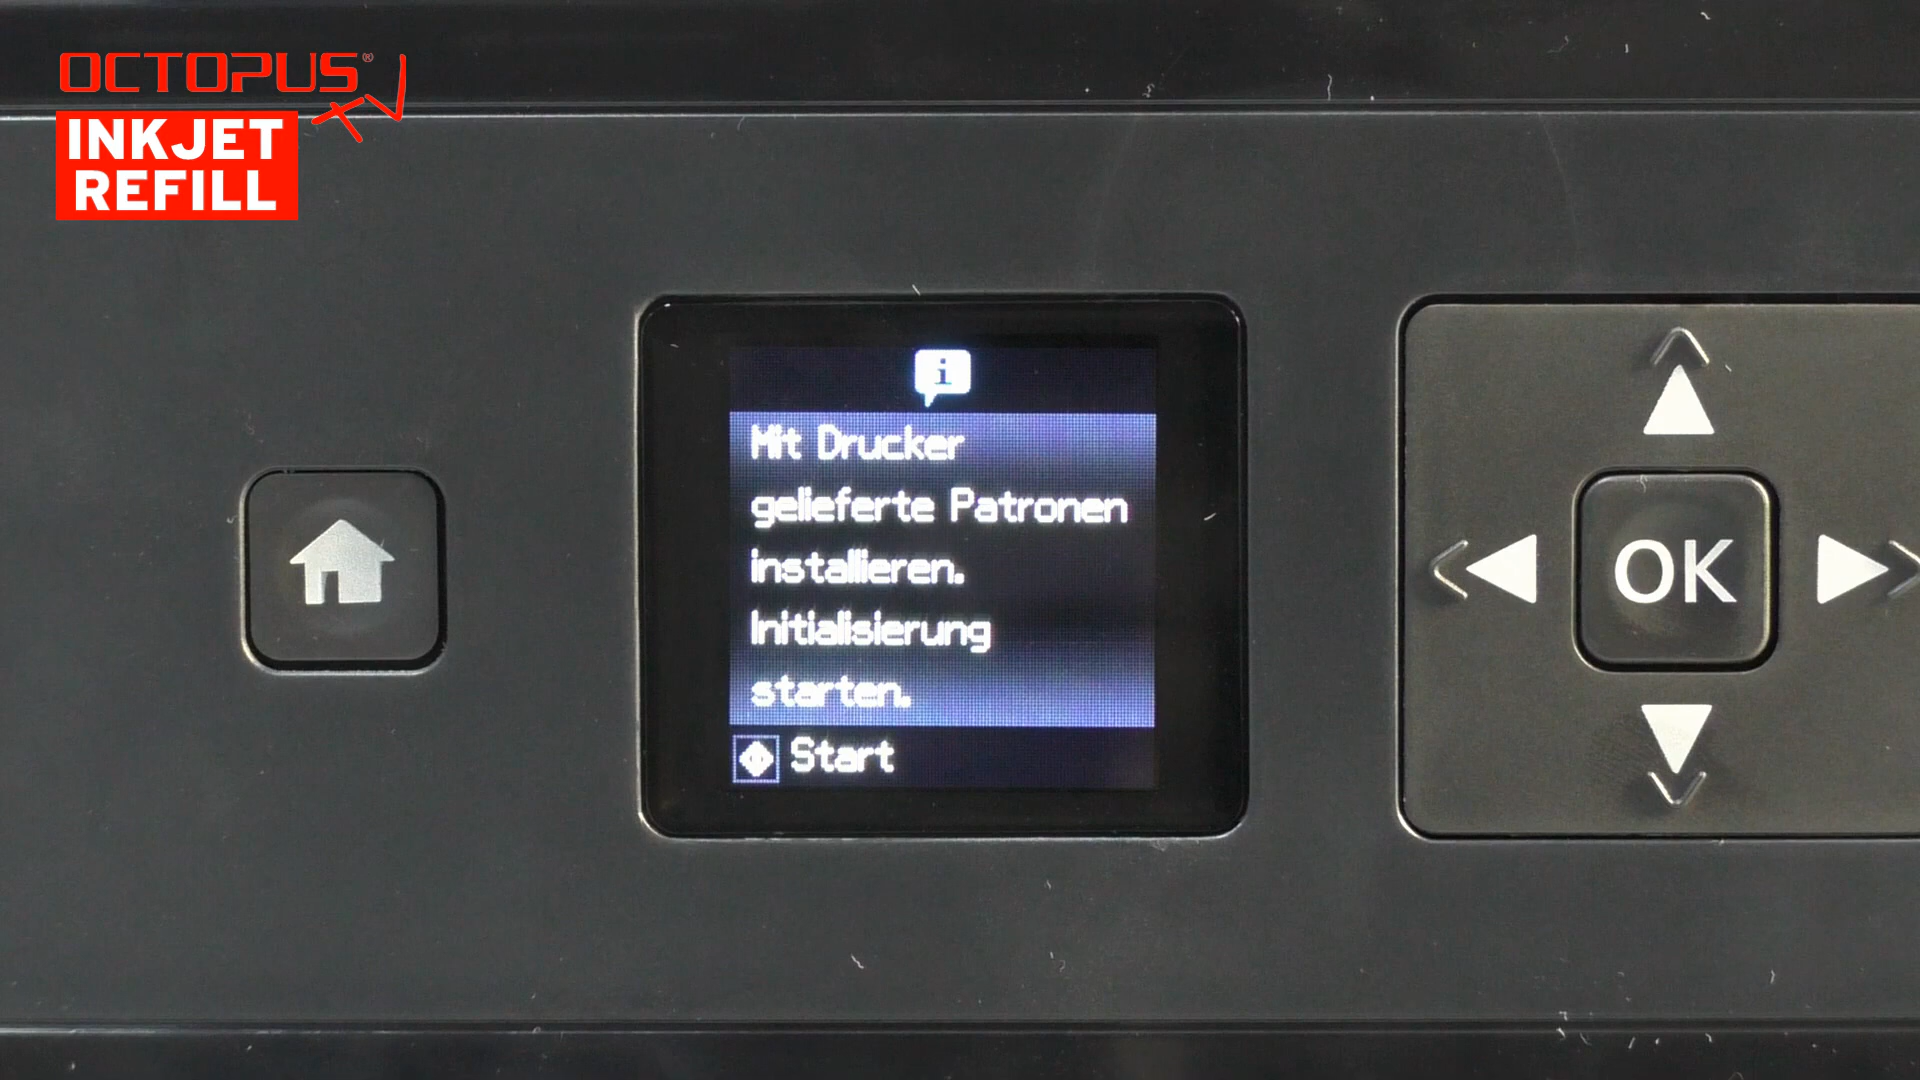 OCTOPUS® TV
INKJET
REFILL
i
Mit Drucker
gelieferte Patronen
installieren.
Initialisierung
starten.
Start
OK